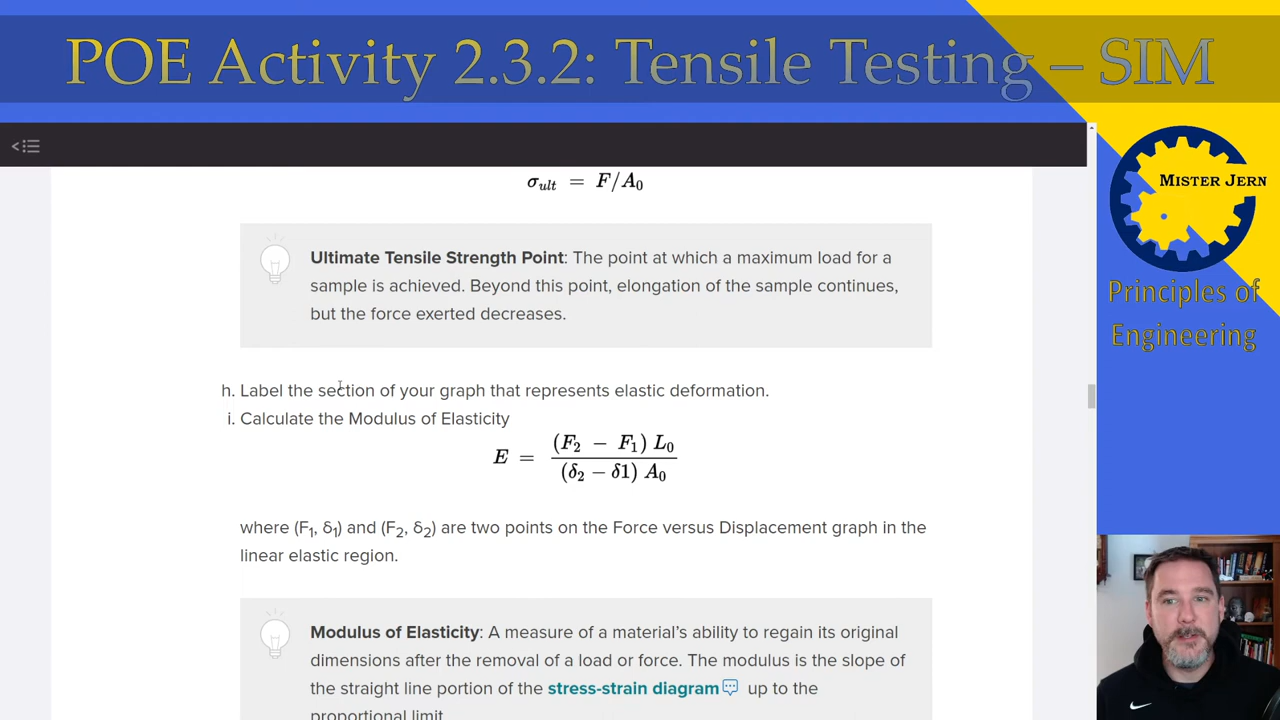 POE Activity 2.3.2: Tensile Testing – SIM
σult = F/A0
Ultimate Tensile Strength Point: The point at which a maximum load for a
sample is achieved. Beyond this point, elongation of the sample continues,
but the force exerted decreases.
h. Label the section of your graph that represents elastic deformation.
i. Calculate the Modulus of Elasticity
E = (F2 − F1) L0 / (δ2 − δ1) A0
where (F1, δ1) and (F2, δ2) are two points on the Force versus Displacement graph in the
linear elastic region.
Modulus of Elasticity: A measure of a material’s ability to regain its original
dimensions after the removal of a load or force. The modulus is the slope of
the straight line portion of the stress-strain diagram up to the
proportional limit
MISTER JERN
Principles of
Engineering